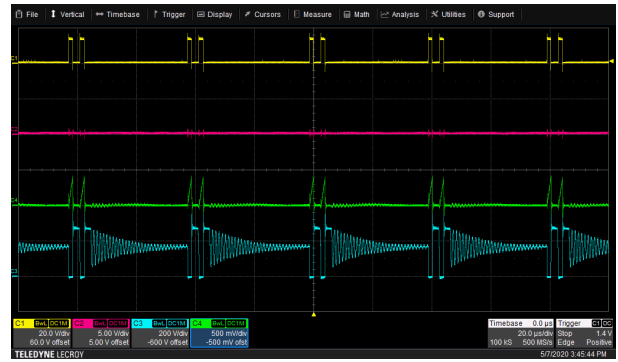 File Vertical Timebase Trigger Display Cursors Measure Math Analysis Utilities Support
C1
C4
C3
C1 BwL DC1M C2 BwL DC1M C3 BwL DC1M C4 BwL DC1M Timebase 0.0 µs Trigger C1 DC
20.0 V/div 5.00 V/div 200 V/div 500 mV/div 20.0 µs/div Stop 1.4 V
60.0 V offset 5.00 V offset -600 V offset -500 mV ofst 100 kS 500 MS/s Edge Positive
TELEDYNE LECROY 5/7/2020 3:45:44 PM